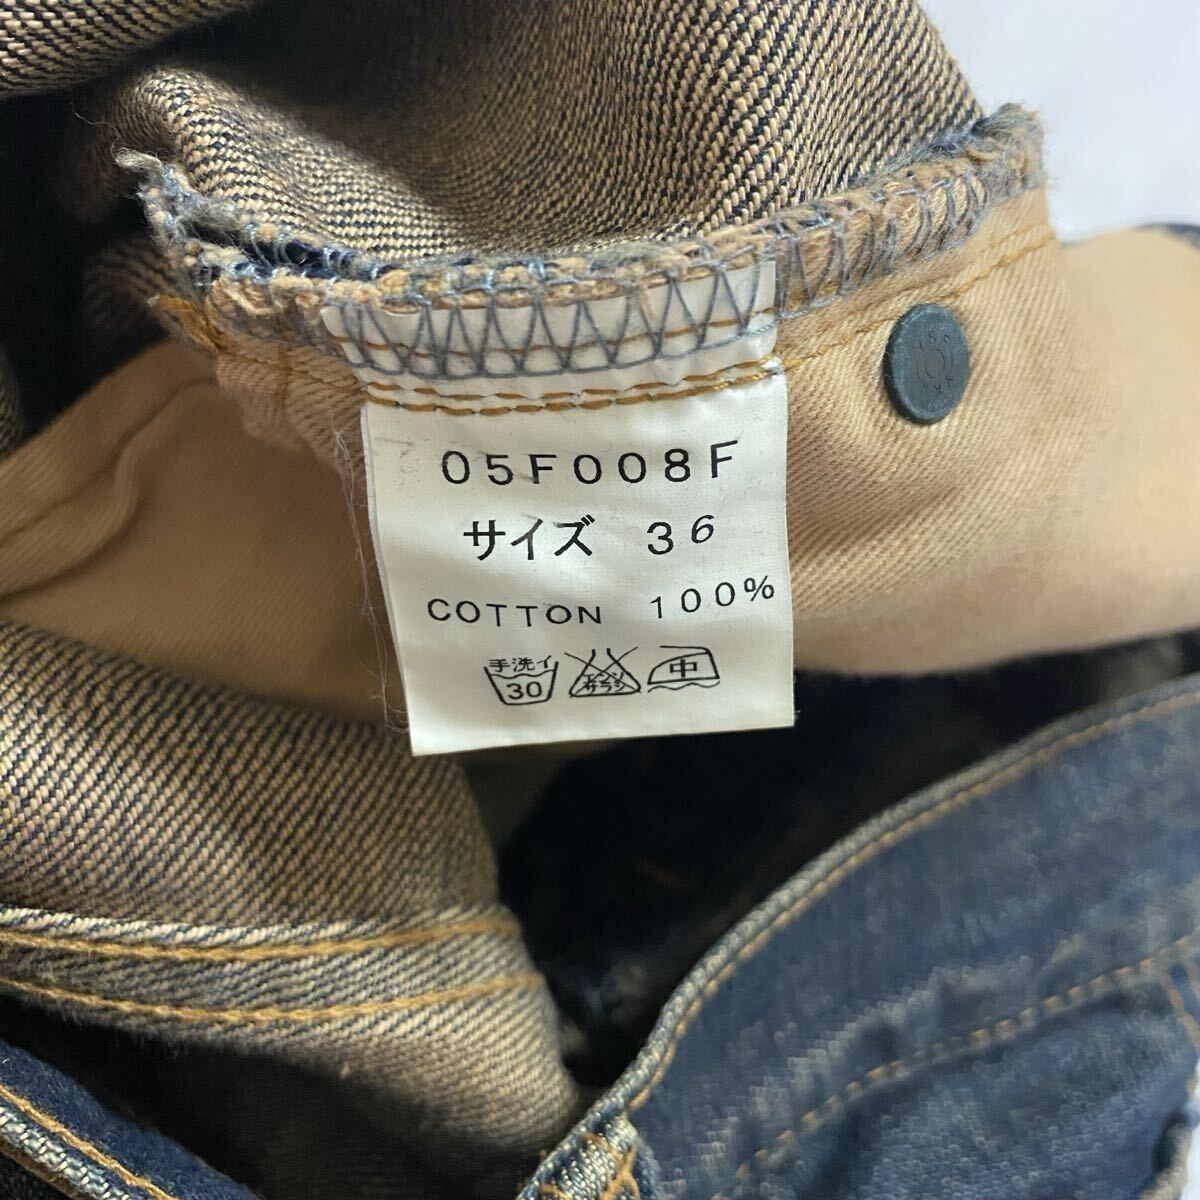 05F008F
サイズ 36
COTTON 100%
手洗イ 30
エンソ サラシ
中